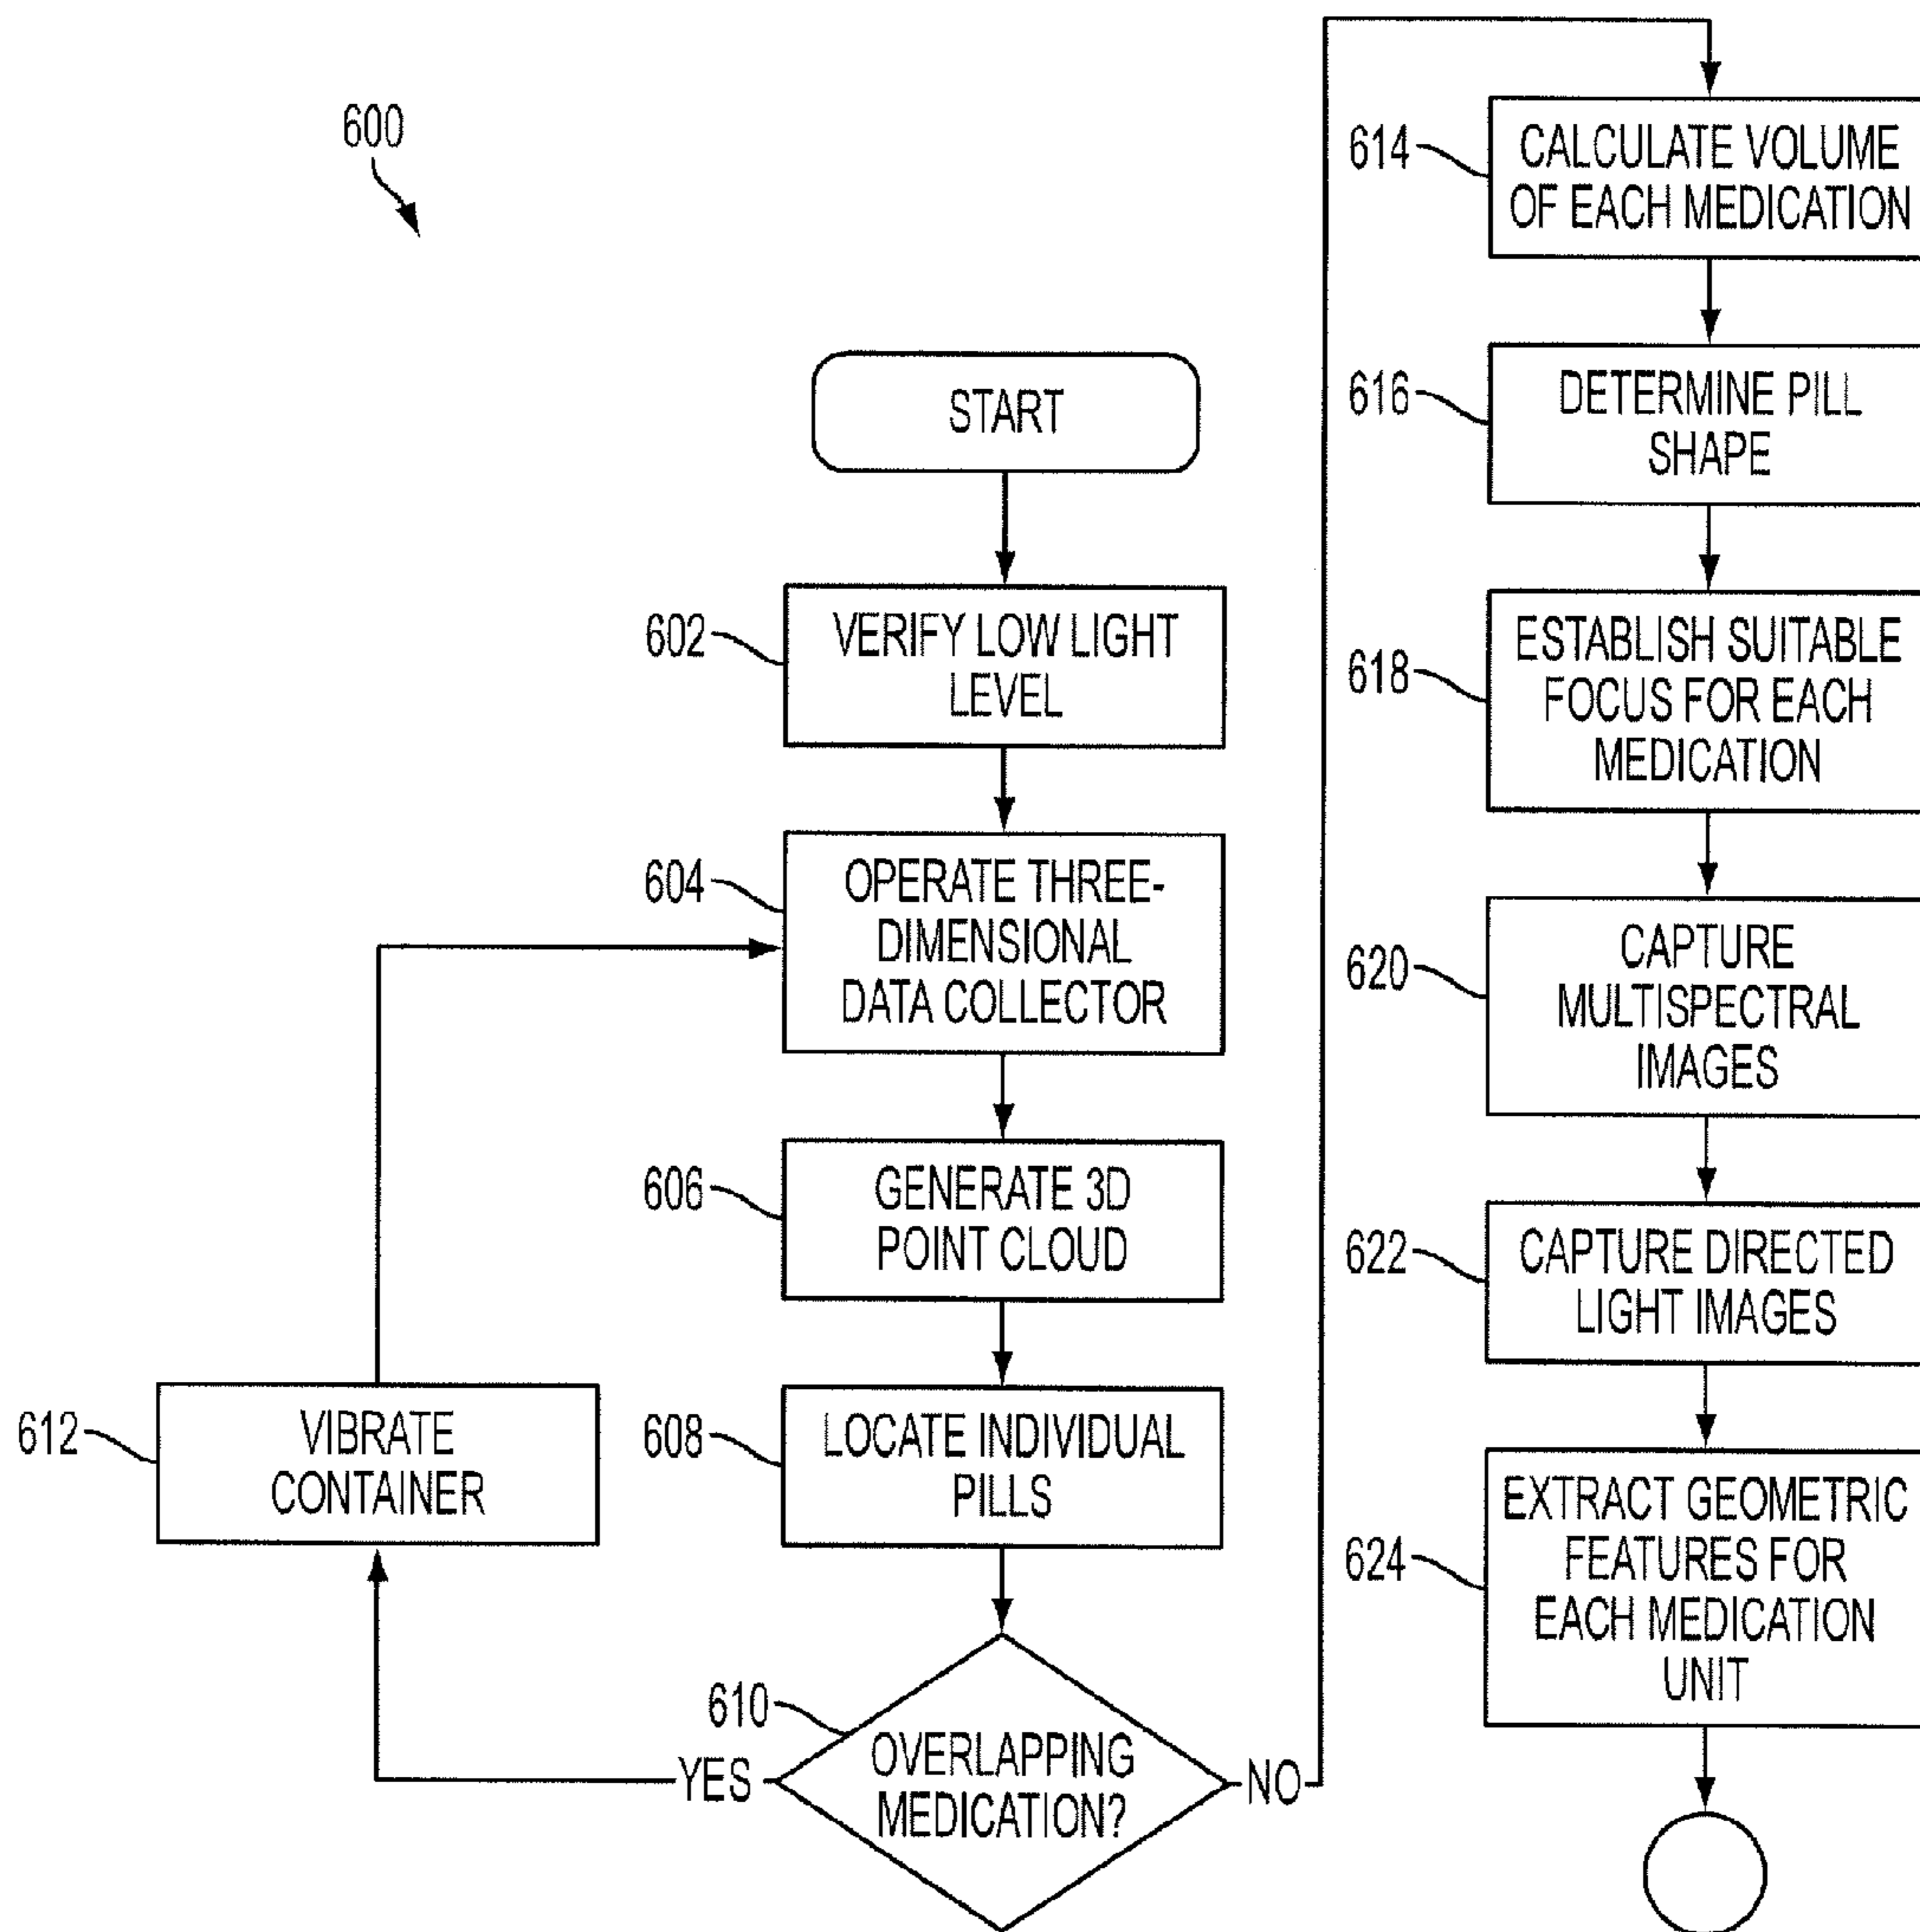 600
START
602
VERIFY LOW LIGHT
LEVEL
604
OPERATE THREE-
DIMENSIONAL
DATA COLLECTOR
606
GENERATE 3D
POINT CLOUD
608
LOCATE INDIVIDUAL
PILLS
610
OVERLAPPING
MEDICATION?
YES
NO
612
VIBRATE
CONTAINER
614
CALCULATE VOLUME
OF EACH MEDICATION
616
DETERMINE PILL
SHAPE
618
ESTABLISH SUITABLE
FOCUS FOR EACH
MEDICATION
620
CAPTURE
MULTISPECTRAL
IMAGES
622
CAPTURE DIRECTED
LIGHT IMAGES
624
EXTRACT GEOMETRIC
FEATURES FOR
EACH MEDICATION
UNIT